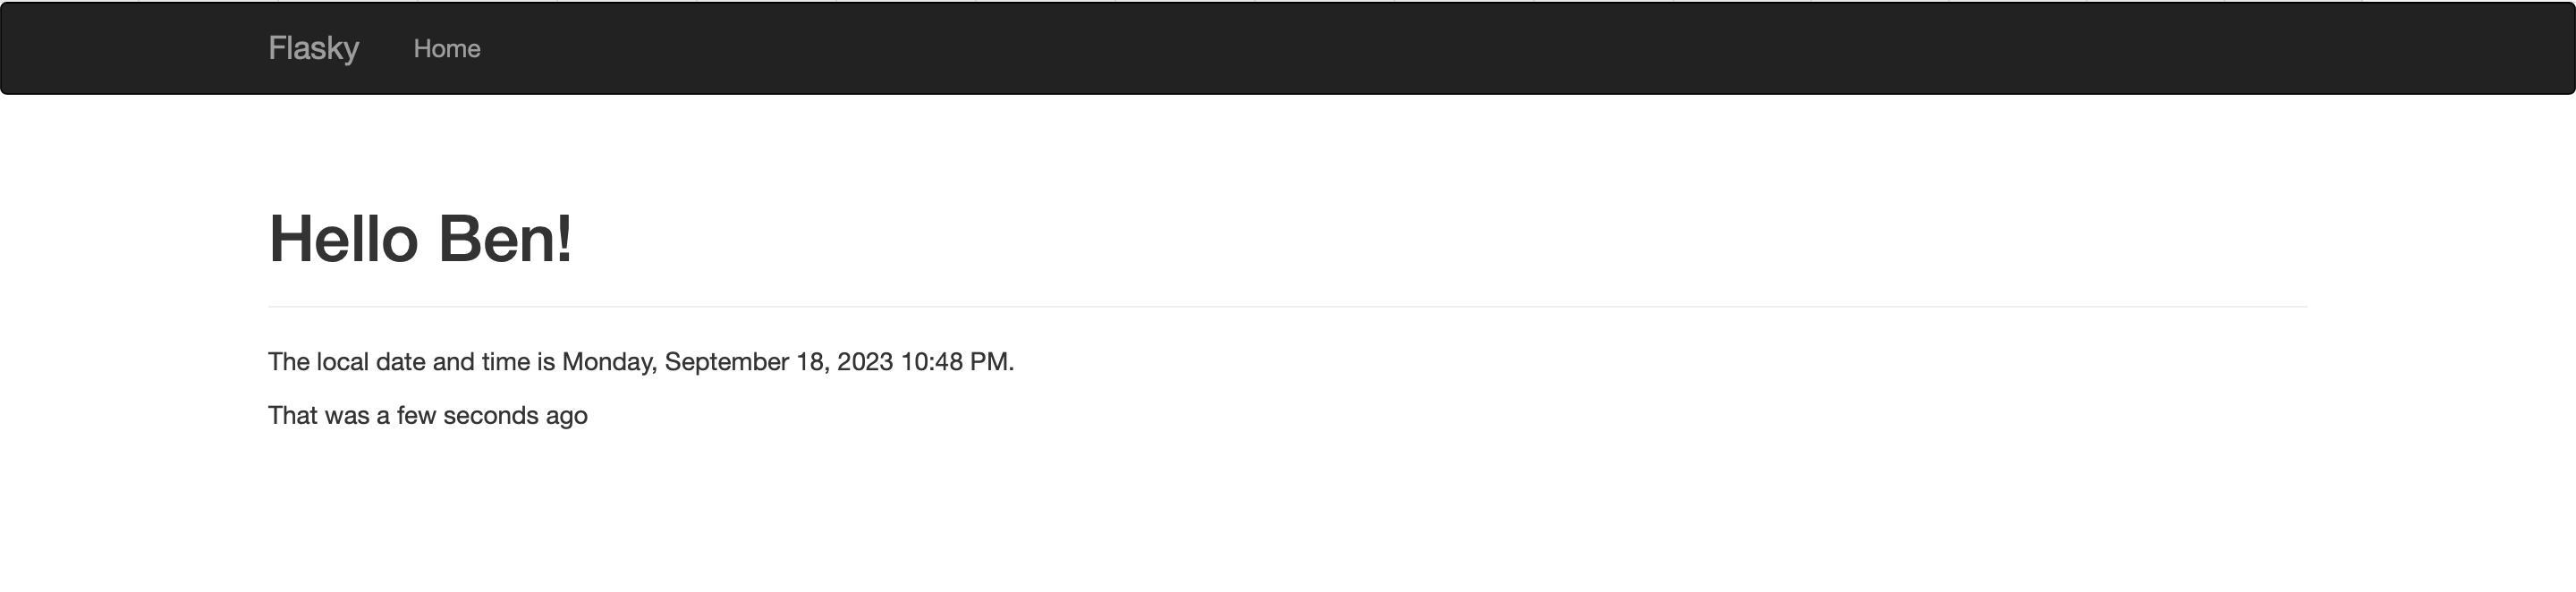 Flasky Home
Hello Ben!
The local date and time is Monday, September 18, 2023 10:48 PM.
That was a few seconds ago